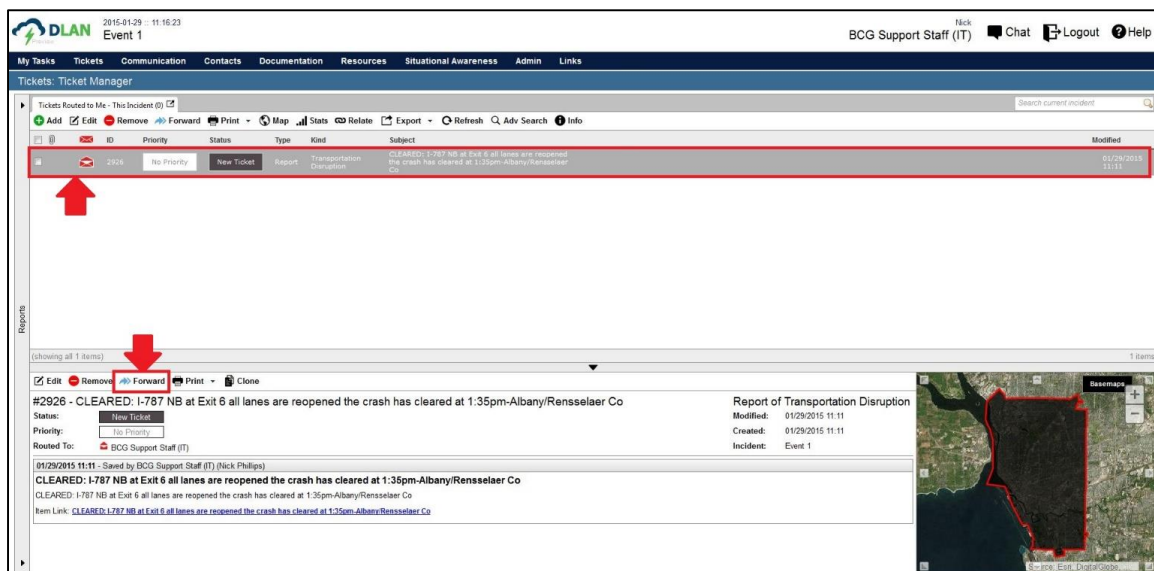 DLAN
2015-01-29 :: 11:16:23
Event 1
Nick
BCG Support Staff (IT)
Chat
Logout
Help
My Tasks Tickets Communication Contacts Documentation Resources Situational Awareness Admin Links
Tickets: Ticket Manager
Tickets Routed to Me - This Incident (0)
Search current incident
Add Edit Remove Forward Print Map Stats Relate Export Refresh Adv Search Info
ID Priority Status Type Kind Subject Modified
2926 No Priority New Ticket Report
Transportation
Disruption
CLEARED: I-787 NB at Exit 6 all lanes are reopened
the crash has cleared at 1:35pm-Albany/Rensselaer
Co
01/29/2015
11:11
Reports
(showing all 1 items)
1 items
Edit Remove Forward Print Clone
#2926 - CLEARED: I-787 NB at Exit 6 all lanes are reopened the crash has cleared at 1:35pm-Albany/Rensselaer Co
Status: New Ticket
Priority: No Priority
Routed To: BCG Support Staff (IT)
Report of Transportation Disruption
Modified: 01/29/2015 11:11
Created: 01/29/2015 11:11
Incident: Event 1
01/29/2015 11:11 - Saved by BCG Support Staff (IT) (Nick Phillips)
CLEARED: I-787 NB at Exit 6 all lanes are reopened the crash has cleared at 1:35pm-Albany/Rensselaer Co
CLEARED: I-787 NB at Exit 6 all lanes are reopened the crash has cleared at 1:35pm-Albany/Rensselaer Co
Item Link: CLEARED: I-787 NB at Exit 6 all lanes are reopened the crash has cleared at 1:35pm-Albany/Rensselaer Co
Basemaps
+
−
Source: Esri, DigitalGlobe